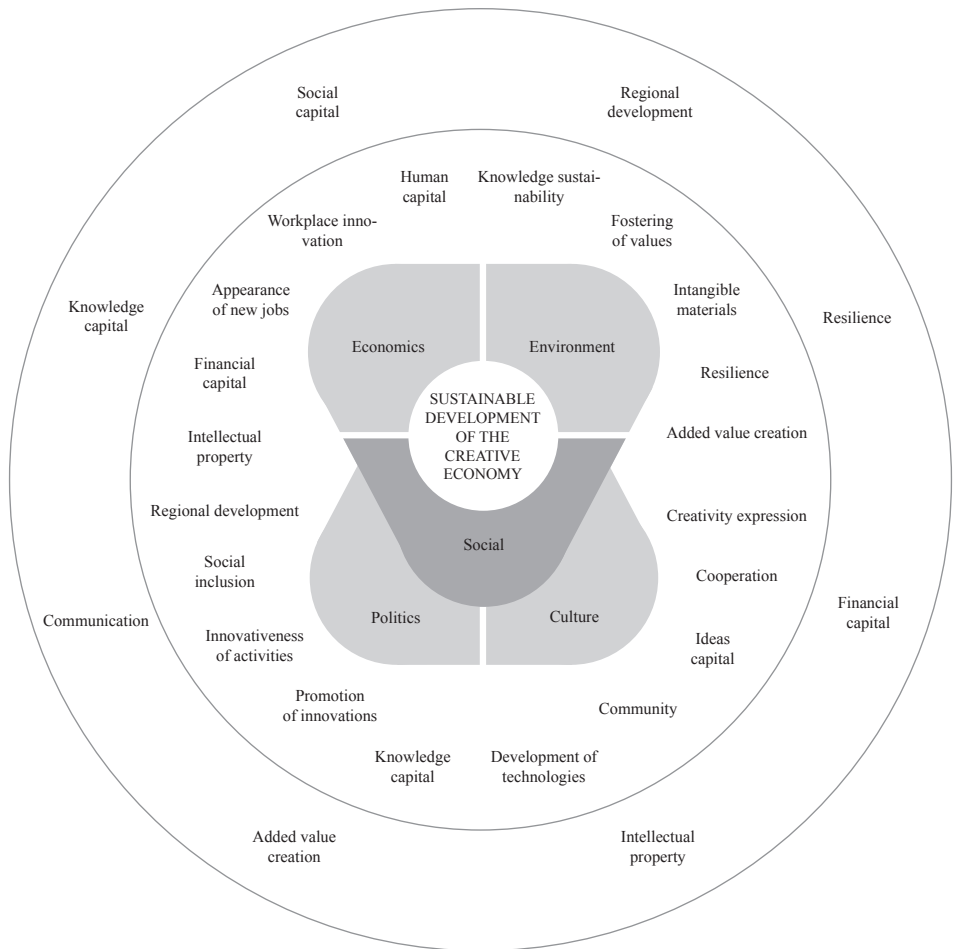 Social
capital
Regional
development
Human
capital
Knowledge sustai-
nability
Workplace inno-
vation
Fostering
of values
Appearance
of new jobs
Intangible
materials
Knowledge
capital
Resilience
Economics
Environment
Financial
capital
Resilience
SUSTAINABLE
DEVELOPMENT
OF THE
CREATIVE
ECONOMY
Intellectual
property
Added value creation
Regional development
Creativity expression
Social
Social
inclusion
Cooperation
Communication
Financial
capital
Politics
Culture
Innovativeness
of activities
Ideas
capital
Promotion
of innovations
Community
Knowledge
capital
Development of
technologies
Added value
creation
Intellectual
property